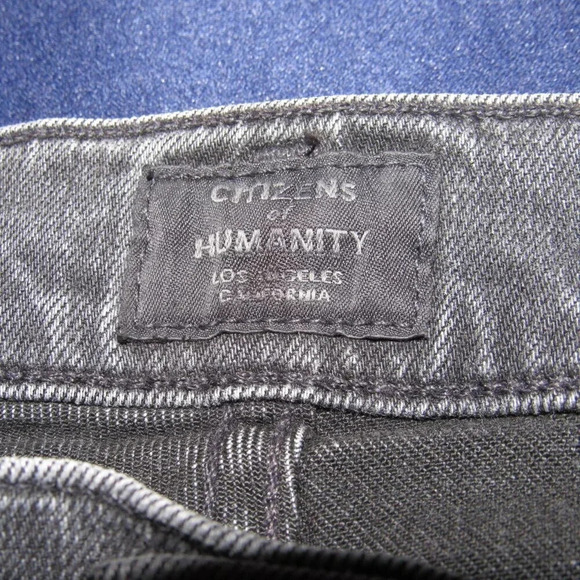 CITIZENS
OF
HUMANITY
LOS ANGELES
CALIFORNIA